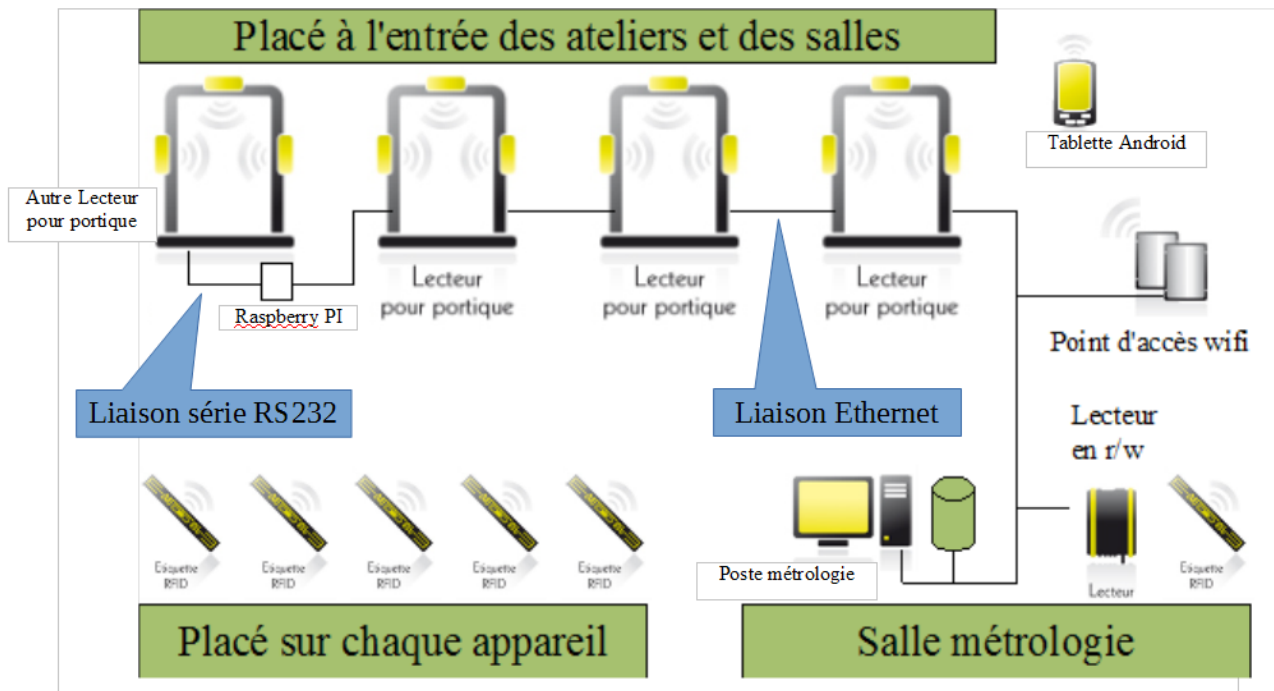 Placé à l'entrée des ateliers et des salles
Tablette Android
Autre Lecteur
pour portique
Lecteur
pour portique
Lecteur
pour portique
Lecteur
pour portique
Raspberry PI
Point d'accès wifi
Liaison série RS232
Liaison Ethernet
Lecteur
en r/w
Etiquette
RFID
Etiquette
RFID
Etiquette
RFID
Etiquette
RFID
Etiquette
RFID
Poste métrologie
Lecteur
Etiquette
RFID
Placé sur chaque appareil
Salle métrologie